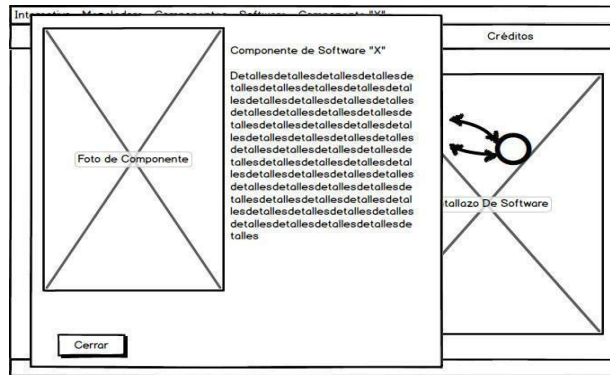 Créditos
Componente de Software "X"
Detallesdetallesdetallesdetallesde
tallesdetallesdetallesdetallesdetal
lesdetallesdetallesdetallesdetalles
detallesdetallesdetallesdetallesde
tallesdetallesdetallesdetallesdetal
lesdetallesdetallesdetallesdetalles
detallesdetallesdetallesdetallesde
tallesdetallesdetallesdetallesdetal
lesdetallesdetallesdetallesdetalles
detallesdetallesdetallesdetallesde
tallesdetallesdetallesdetallesdetal
lesdetallesdetallesdetallesdetalles
detallesdetallesdetallesdetallesde
talles
Foto de Componente
tallazo De Software
Cerrar